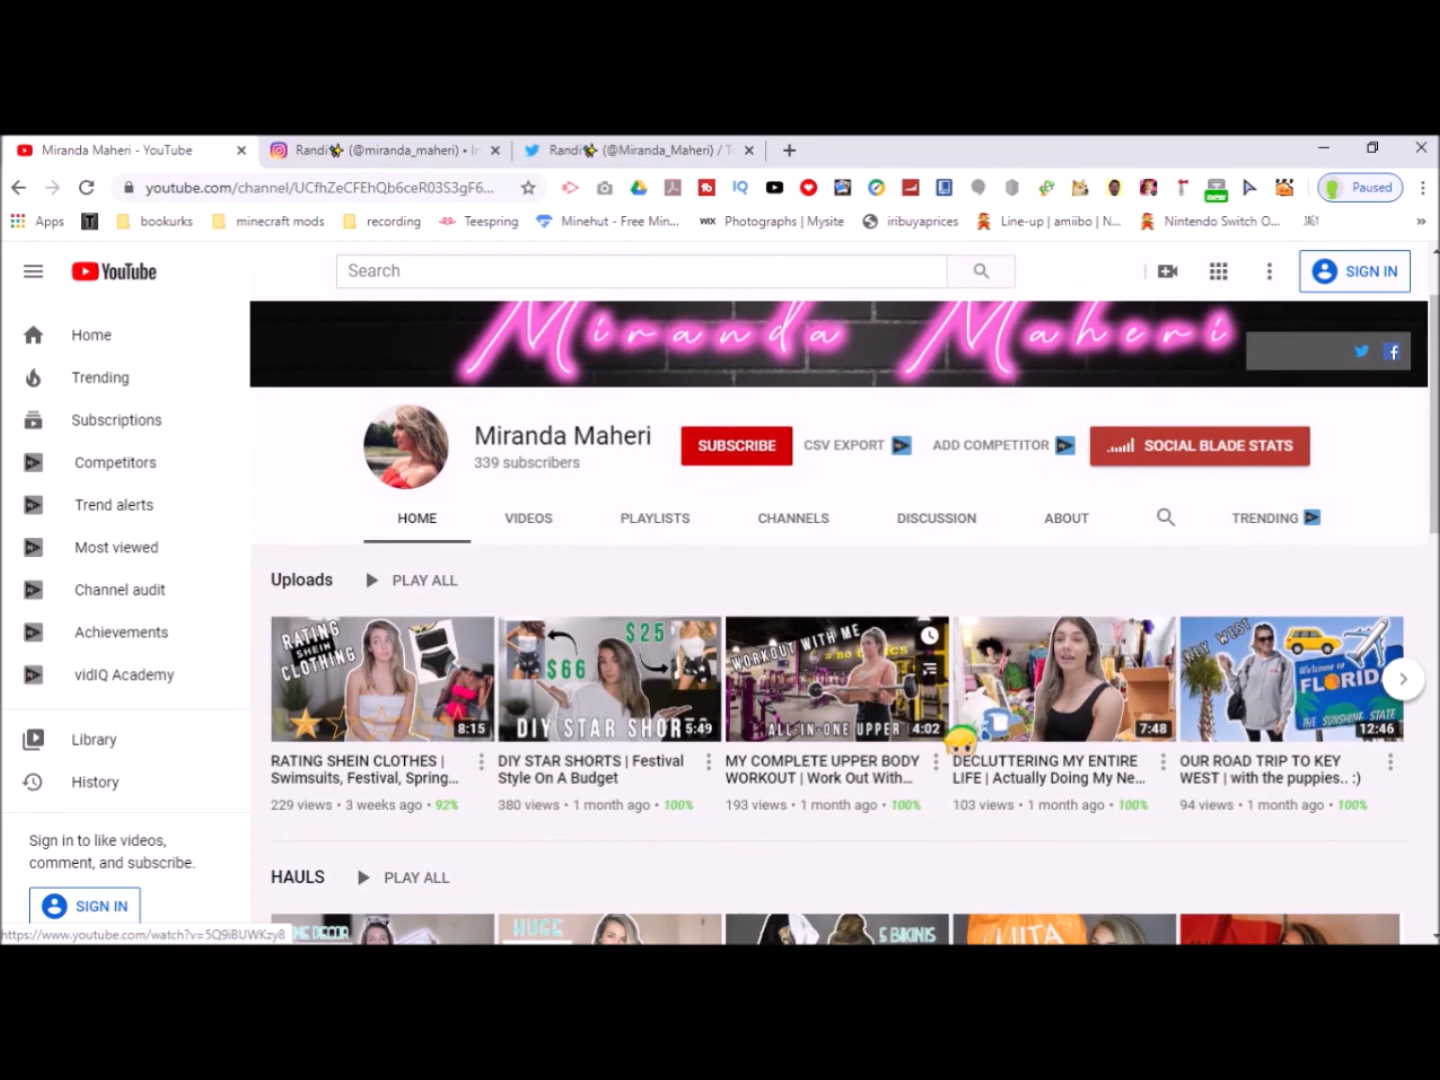 Miranda Maheri - YouTube
Randi (@miranda_maheri) • In
Randi (@Miranda_Maheri) / T
youtube.com/channel/UCfhZeCFEhQb6ceR03S3gF6...
IQ
new
Paused
Apps
bookurks
minecraft mods
recording
Teespring
Minehut - Free Min...
WIX
Photographs | Mysite
iribuyaprices
Line-up | amiibo | N...
Nintendo Switch O...
»
YouTube
Search
SIGN IN
Miranda Maheri
Home
Trending
Subscriptions
Competitors
Trend alerts
Most viewed
Channel audit
Achievements
vidIQ Academy
Library
History
Sign in to like videos,
comment, and subscribe.
SIGN IN
https://www.youtube.com/watch?v=5Q9iBUWKzy8
Miranda Maheri
339 subscribers
SUBSCRIBE
CSV EXPORT
ADD COMPETITOR
SOCIAL BLADE STATS
HOME
VIDEOS
PLAYLISTS
CHANNELS
DISCUSSION
ABOUT
TRENDING
Uploads
PLAY ALL
RATING
SHEIN
CLOTHING
8:15
RATING SHEIN CLOTHES |
Swimsuits, Festival, Spring...
229 views • 3 weeks ago • 92%
$25
$66
DIY STAR SHORTS
5:49
DIY STAR SHORTS | Festival
Style On A Budget
380 views • 1 month ago • 100%
WORKOUT WITH ME
ALL-IN-ONE UPPER
4:02
MY COMPLETE UPPER BODY
WORKOUT | Work Out With...
193 views • 1 month ago • 100%
7:48
DECLUTTERING MY ENTIRE
LIFE | Actually Doing My Ne...
103 views • 1 month ago • 100%
KEY WEST
Welcome to
FLORID
THE SUNSHINE STATE
12:46
OUR ROAD TRIP TO KEY
WEST | with the puppies.. :)
94 views • 1 month ago • 100%
HAULS
PLAY ALL
DECOR
HUGE
5 BIKINIS